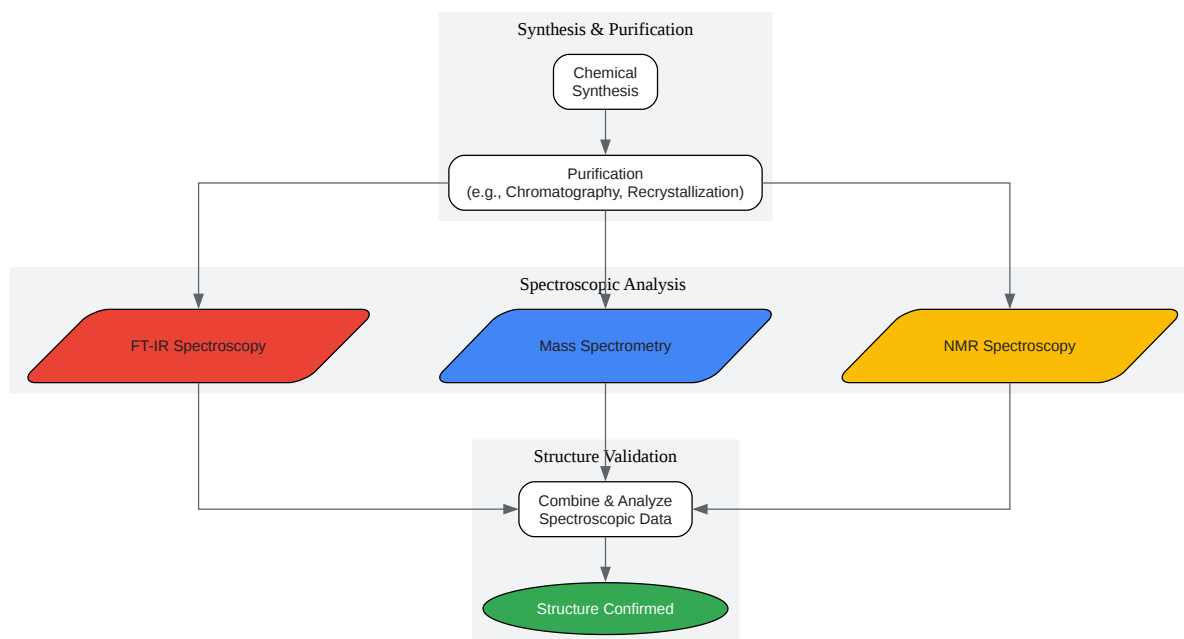 Synthesis & Purification
Chemical
Synthesis
Purification
(e.g., Chromatography, Recrystallization)
Spectroscopic Analysis
FT-IR Spectroscopy
Mass Spectrometry
NMR Spectroscopy
Structure Validation
Combine & Analyze
Spectroscopic Data
Structure Confirmed